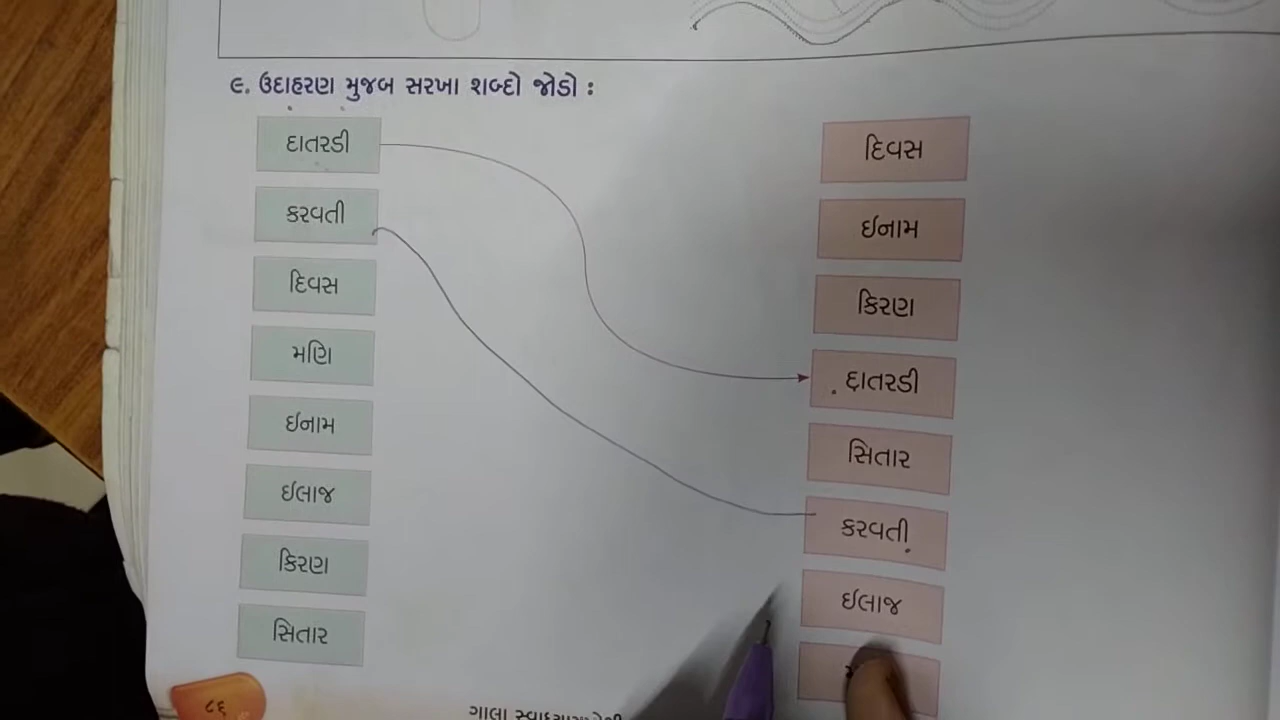 ૯. ઉદાહરણ મુજબ સરખા શબ્દો જોડો :
દાતરડી
કરવતી
દિવસ
મણિ
ઈનામ
ઈલાજ
કિરણ
સિતાર
દિવસ
ઈનામ
કિરણ
દાતરડી
સિતાર
કરવતી
ઈલાજ
૮૬
ગાલા